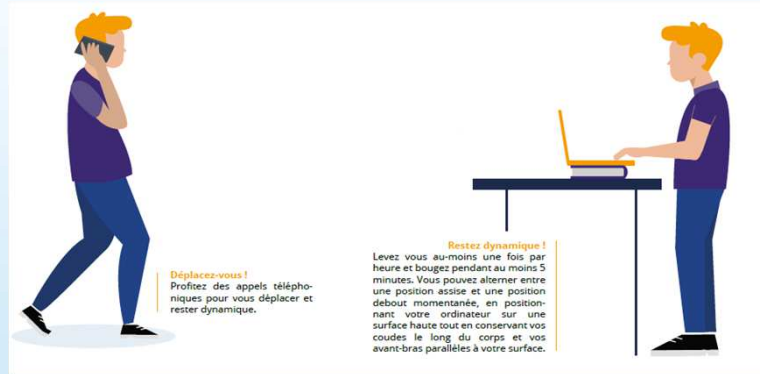 Déplacez-vous !
Profitez des appels télépho-
niques pour vous déplacer et
rester dynamique.
Restez dynamique !
Levez vous au-moins une fois par
heure et bougez pendant au moins 5
minutes. Vous pouvez alterner entre
une position assise et une position
debout momentanée, en position-
nant votre ordinateur sur une
surface haute tout en conservant vos
coudes le long du corps et vos
avant-bras parallèles à votre surface.